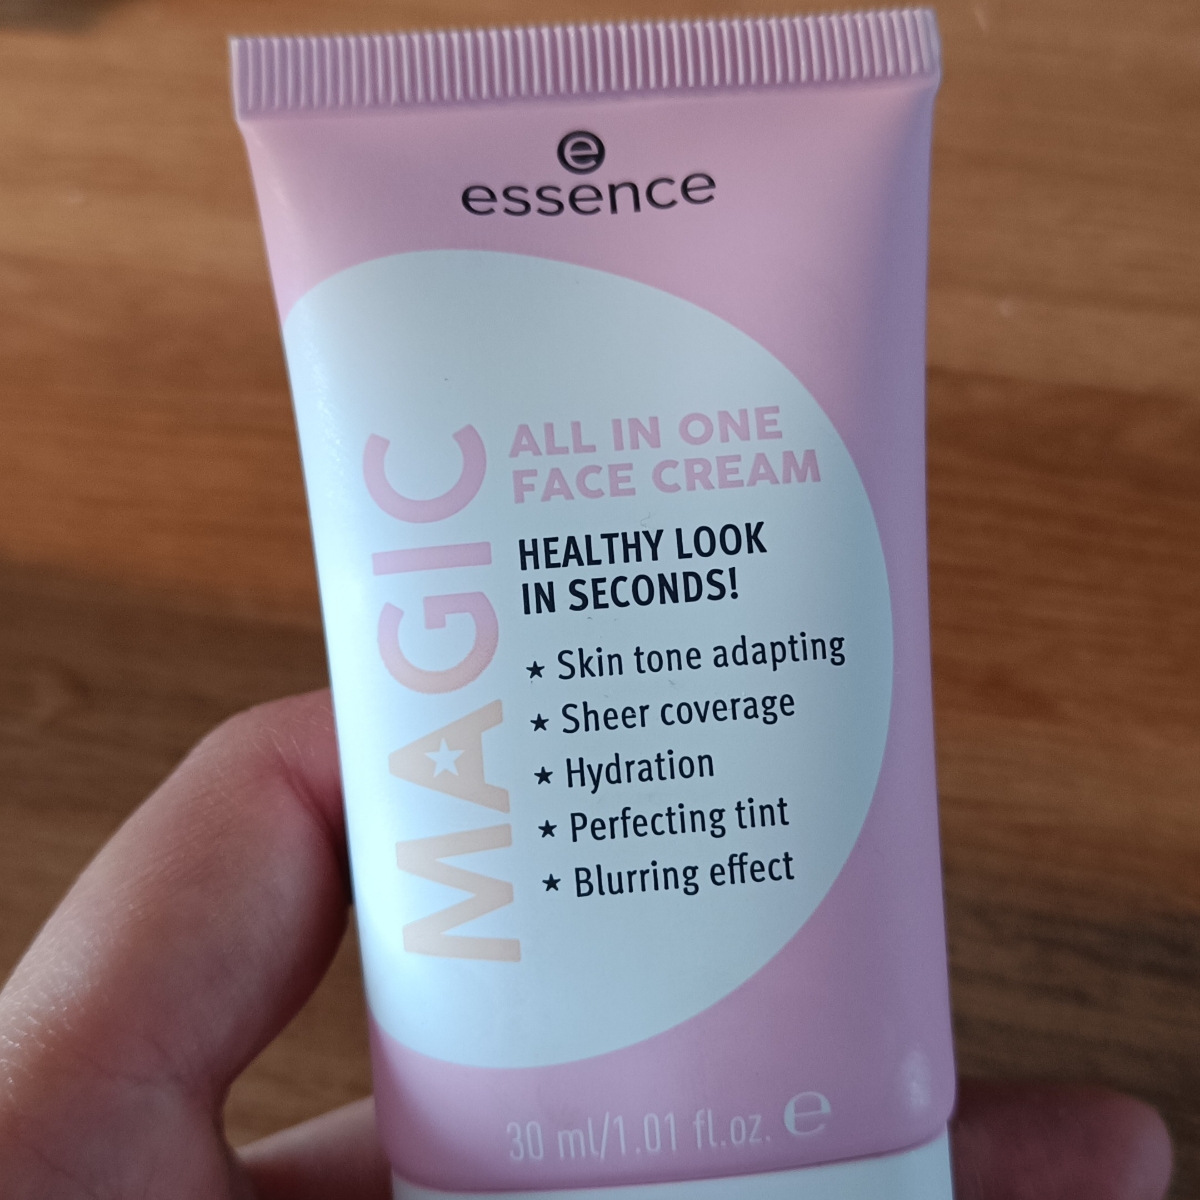 e
essence
MAGIC
ALL IN ONE
FACE CREAM
HEALTHY LOOK
IN SECONDS!
★ Skin tone adapting
★ Sheer coverage
★ Hydration
★ Perfecting tint
★ Blurring effect
30 ml/1.01 fl.oz. ℮